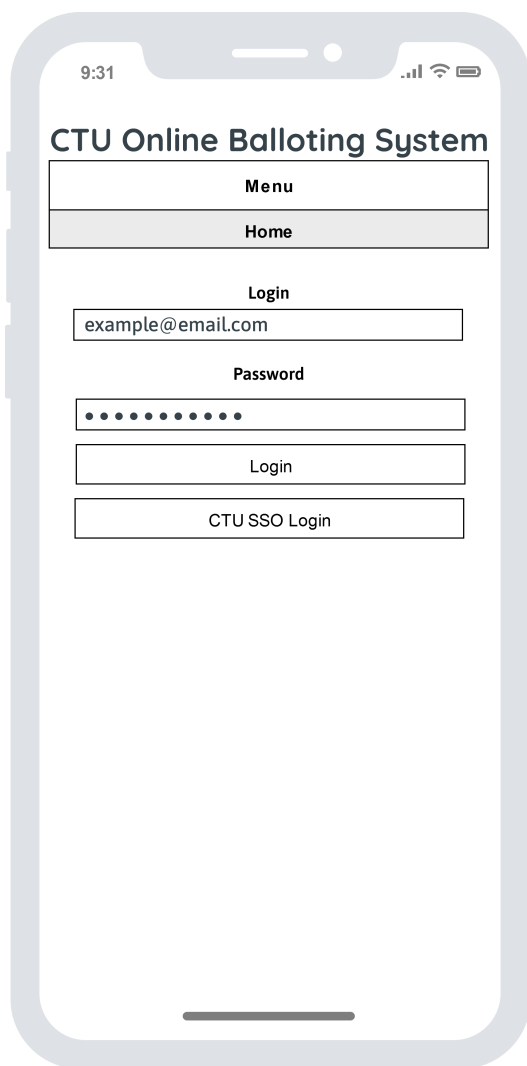 9:31
CTU Online Balloting System
Menu
Home
Login
example@email.com
Password
●●●●●●●●●●●
Login
CTU SSO Login